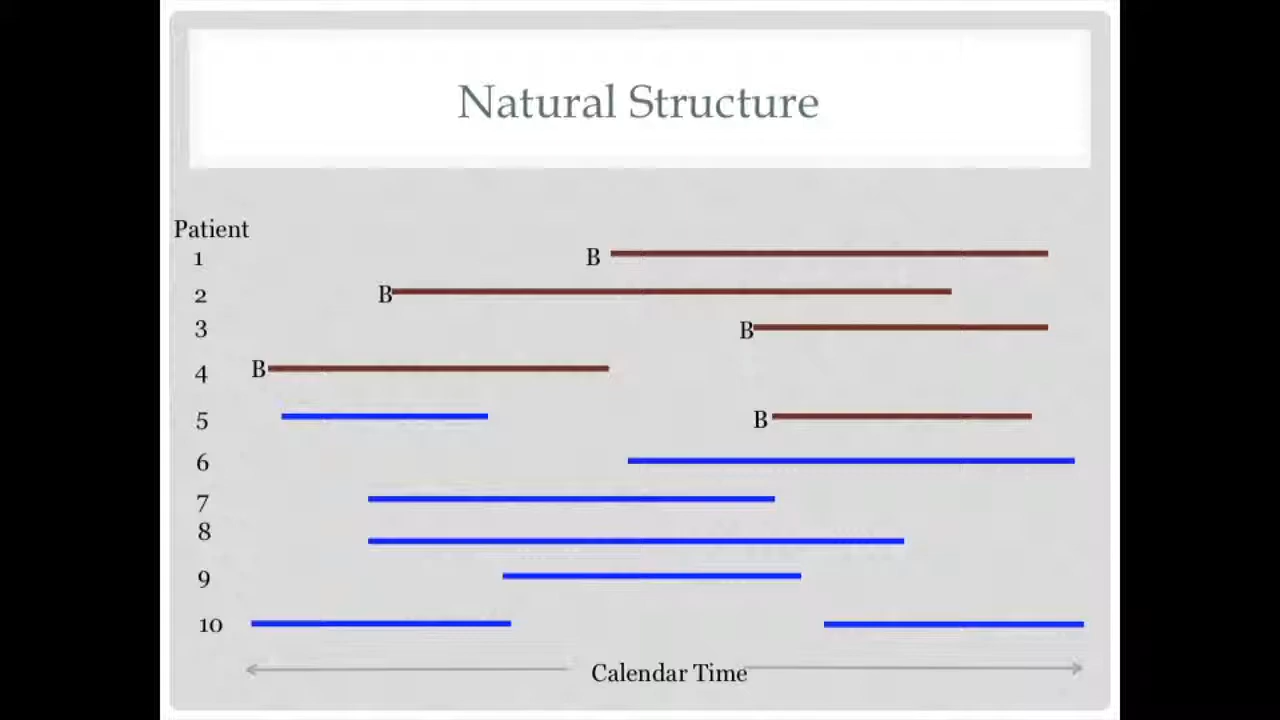 Natural Structure
Patient
1 B
2 B
3 B
4 B
5 B
6
7
8
9
10
Calendar Time